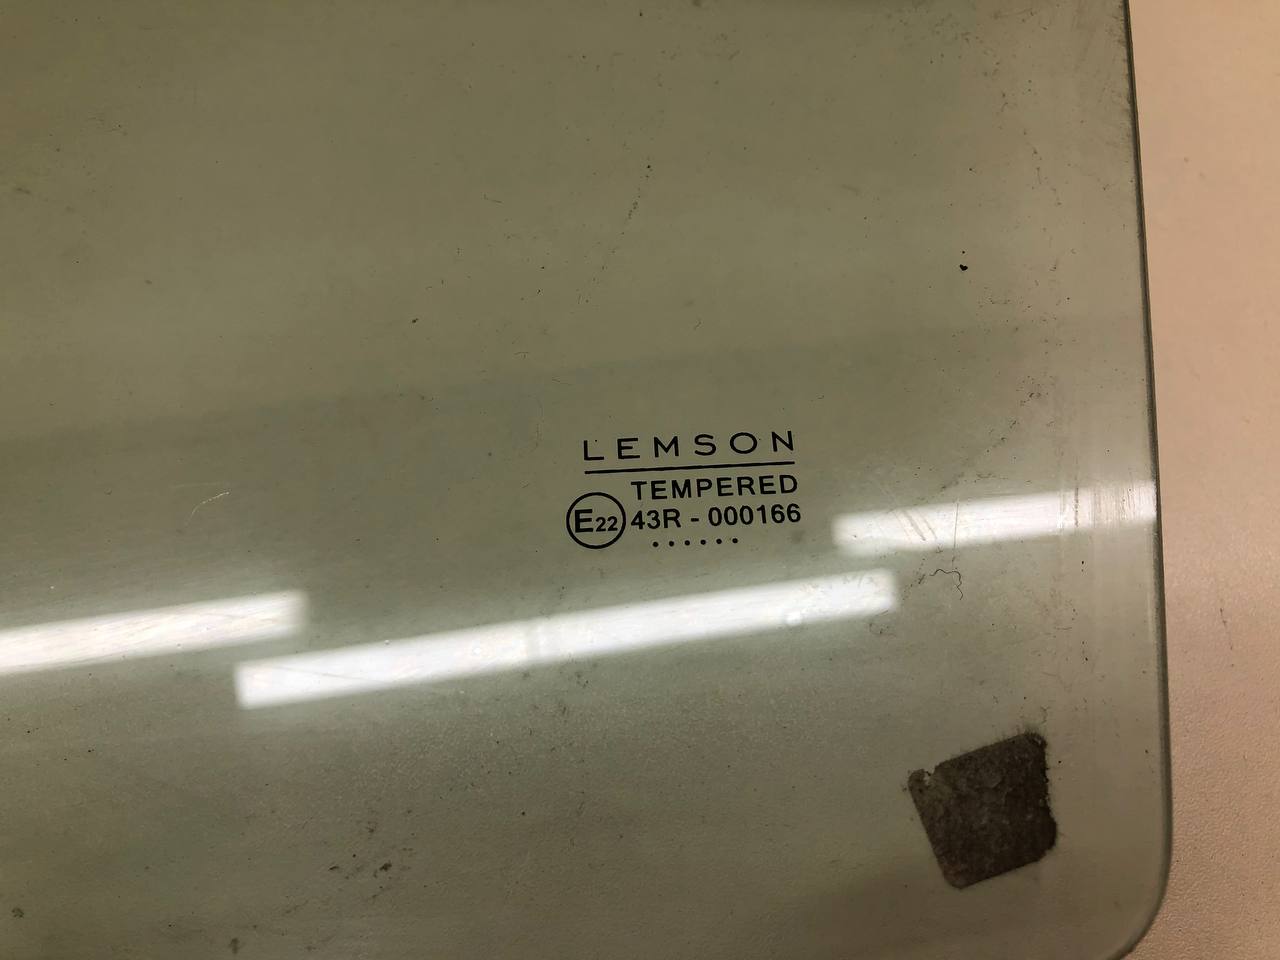 LEMSON
TEMPERED
E22 43R - 000166
......